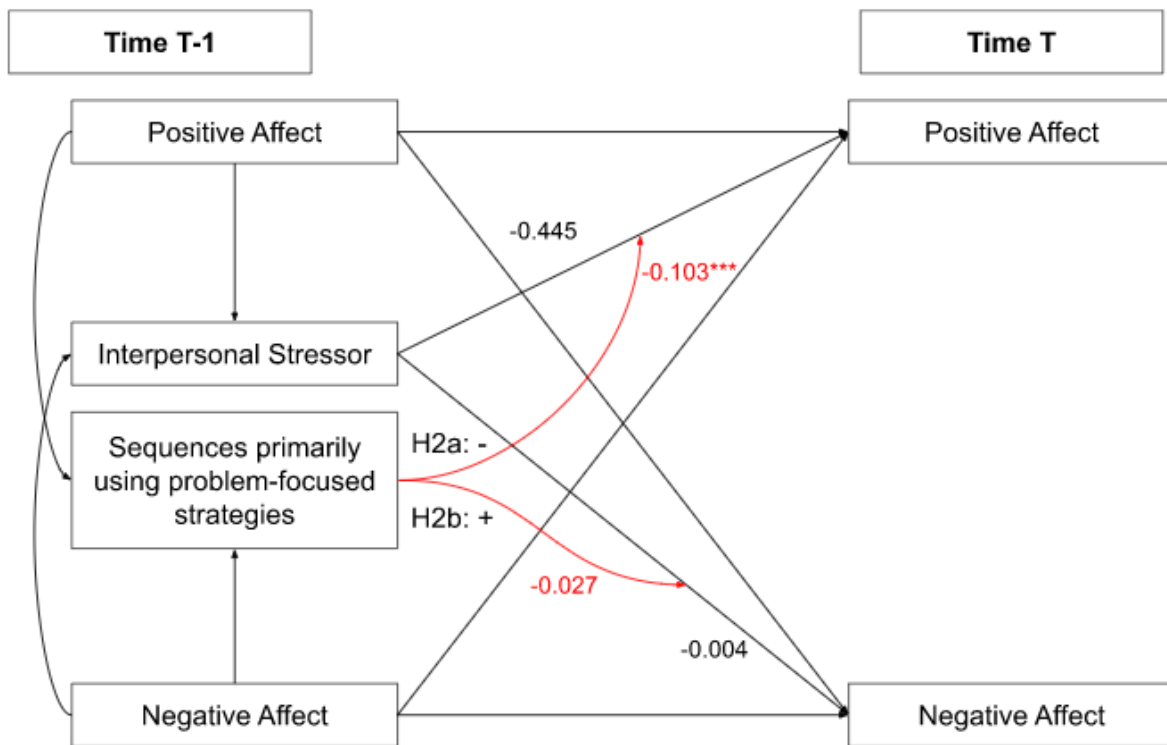 Time T-1
Time T
Positive Affect
Positive Affect
-0.445
-0.103***
Interpersonal Stressor
Sequences primarily
using problem-focused
strategies
H2a: -
H2b: +
-0.027
-0.004
Negative Affect
Negative Affect